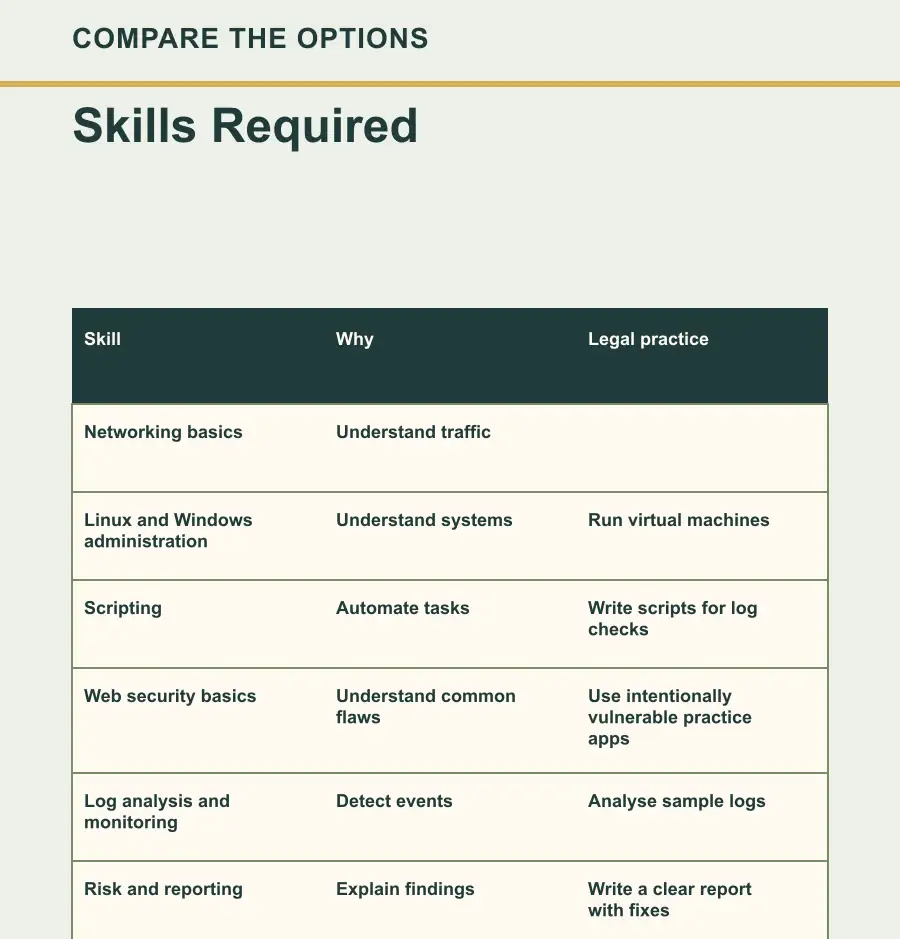 COMPARE THE OPTIONS
Skills Required
Skill Why Legal practice
Networking basics Understand traffic
Linux and Windows Understand systems Run virtual machines
administration
Scripting Automate tasks Write scripts for log
checks
Web security basics Understand common Use intentionally
flaws vulnerable practice
apps
Log analysis and Detect events Analyse sample logs
monitoring
Risk and reporting Explain findings Write a clear report
with fixes